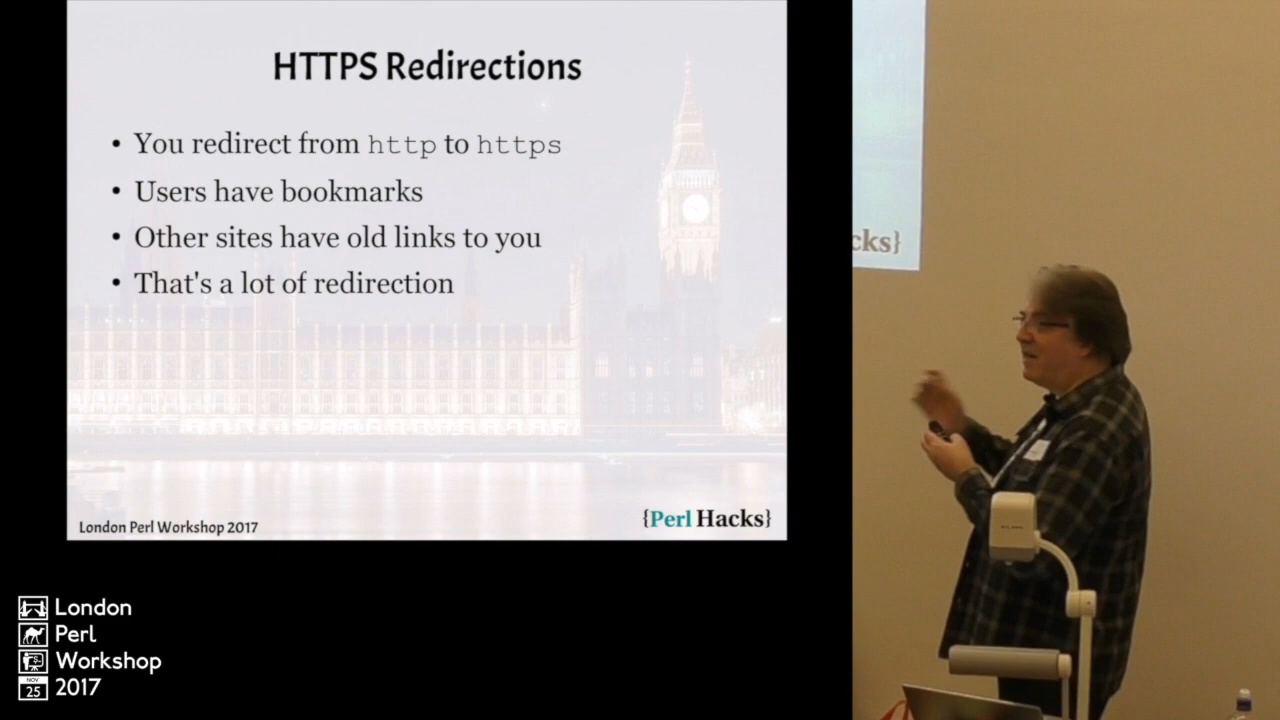 HTTPS Redirections
• You redirect from http to https
• Users have bookmarks
• Other sites have old links to you
• That's a lot of redirection
London Perl Workshop 2017
{Perl Hacks}
cks}
London
Perl
Workshop
NOV
25
2017